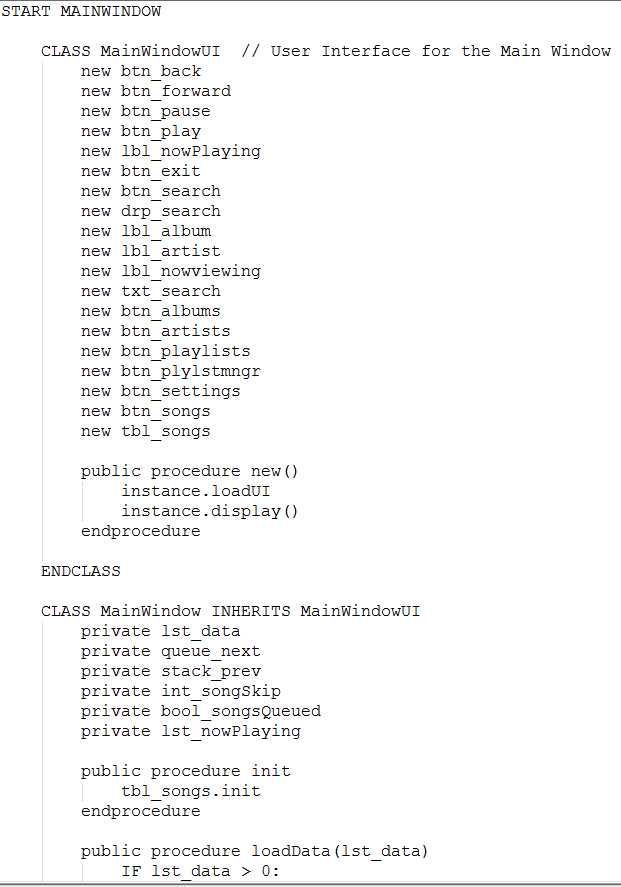 START MAINWINDOW
CLASS MainWindowUI // User Interface for the Main Window
new btn_back
new btn_forward
new btn_pause
new btn_play
new lbl_nowPlaying
new btn_exit
new btn_search
new drp_search
new lbl_album
new lbl_artist
new lbl_nowviewing
new txt_search
new btn_albums
new btn_artists
new btn_playlists
new btn_plylstmngr
new btn_settings
new btn_songs
new tbl_songs
public procedure new()
instance.loadUI
instance.display()
endprocedure
ENDCLASS
CLASS MainWindow INHERITS MainWindowUI
private lst_data
private queue_next
private stack_prev
private int_songSkip
private bool_songsQueued
private lst_nowPlaying
public procedure init
tbl_songs.init
endprocedure
public procedure loadData(lst_data)
IF lst_data > 0: